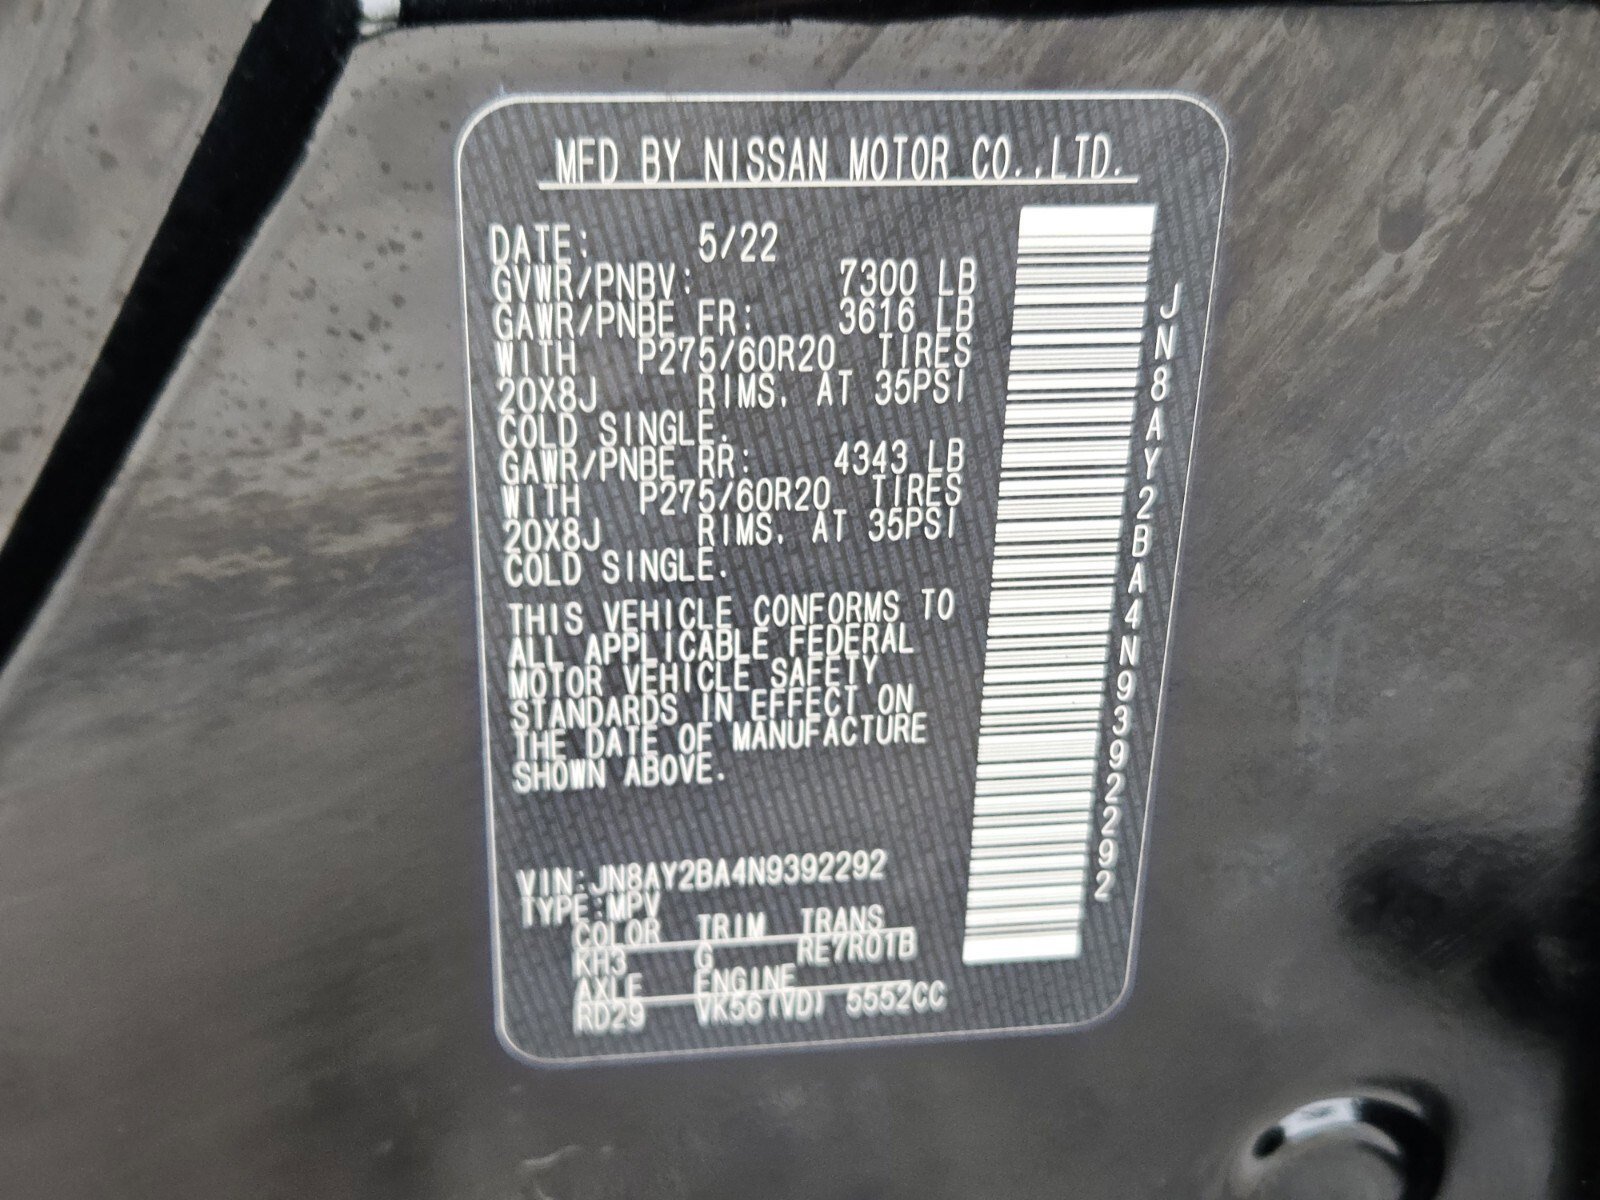 MFD BY NISSAN MOTOR CO.,LTD.
DATE: 5/22
GVWR/PNBV: 7300 LB
GAWR/PNBE FR: 3616 LB
WITH P275/60R20 TIRES
20X8J RIMS. AT 35PSI
COLD SINGLE.
GAWR/PNBE RR: 4343 LB
WITH P275/60R20 TIRES
20X8J RIMS. AT 35PSI
COLD SINGLE.
THIS VEHICLE CONFORMS TO
ALL APPLICABLE FEDERAL
MOTOR VEHICLE SAFETY
STANDARDS IN EFFECT ON
THE DATE OF MANUFACTURE
SHOWN ABOVE.
VIN:JN8AY2BA4N9392292
TYPE:MPV
COLOR TRIM TRANS
KH3 G RE7R01B
AXLE ENGINE
RD29 VK56(VD) 5552CC
JN8AY2BA4N9392292